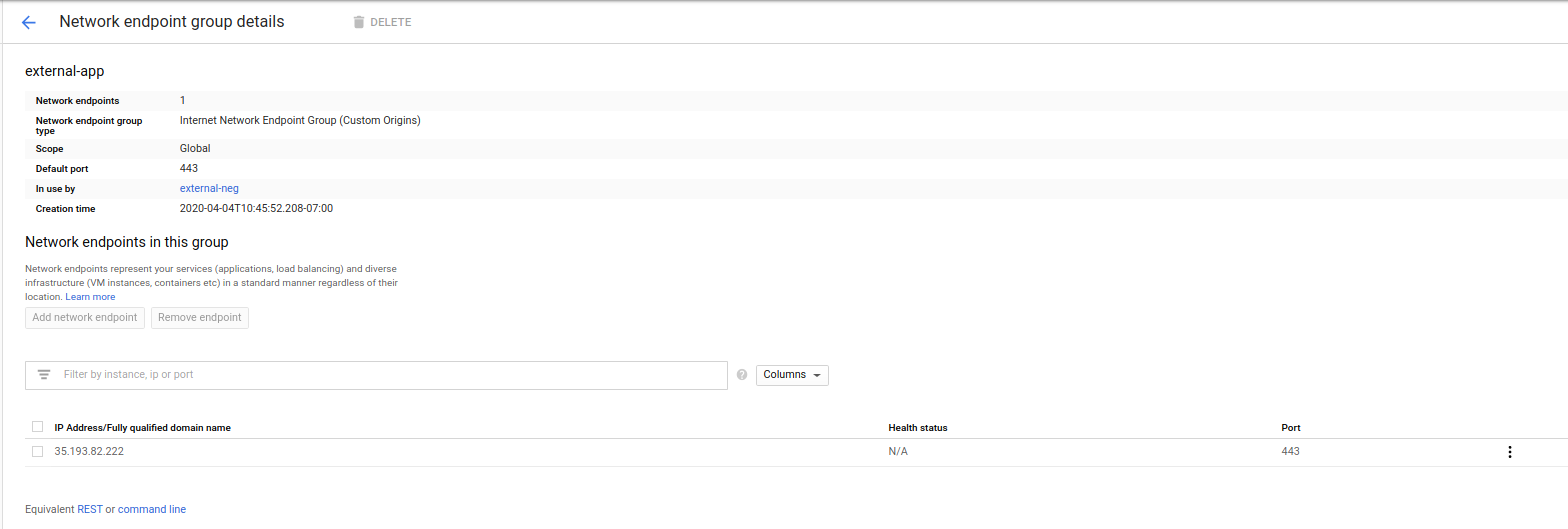 Network endpoint group details
DELETE
external-app
Network endpoints 1
Network endpoint group type Internet Network Endpoint Group (Custom Origins)
Scope Global
Default port 443
In use by external-neg
Creation time 2020-04-04T10:45:52.208-07:00
Network endpoints in this group
Network endpoints represent your services (applications, load balancing) and diverse
infrastructure (VM instances, containers etc) in a standard manner regardless of their
location. Learn more
Add network endpoint Remove endpoint
Filter by instance, ip or port
? Columns
IP Address/Fully qualified domain name Health status Port
35.193.82.222 N/A 443
Equivalent REST or command line